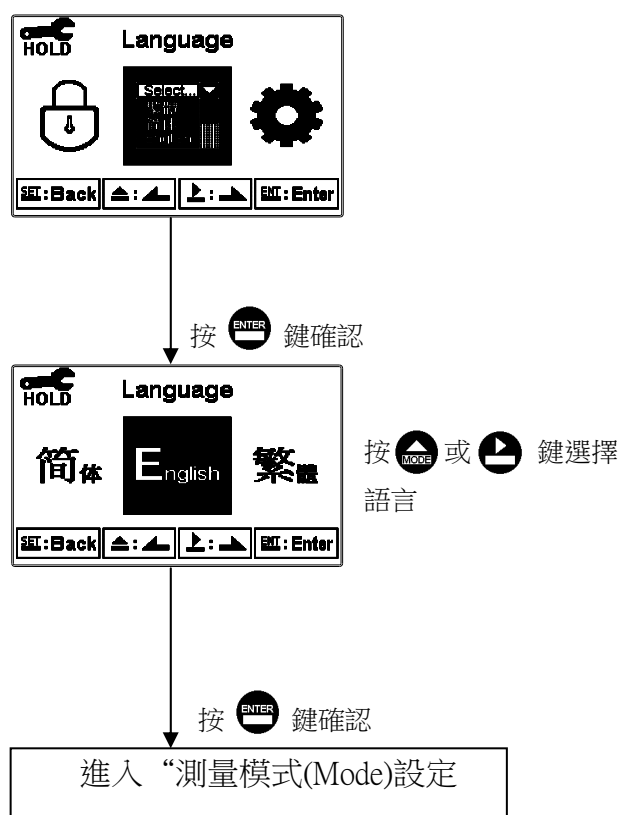 HOLD Language
Select...
SET:Back ▲: ▶: ENT:Enter
按 ENTER 鍵確認
HOLD Language
简体 English 繁體
SET:Back ▲: ▶: ENT:Enter
按 MODE 或 鍵選擇
語言
按 ENTER 鍵確認
進入“測量模式(Mode)設定